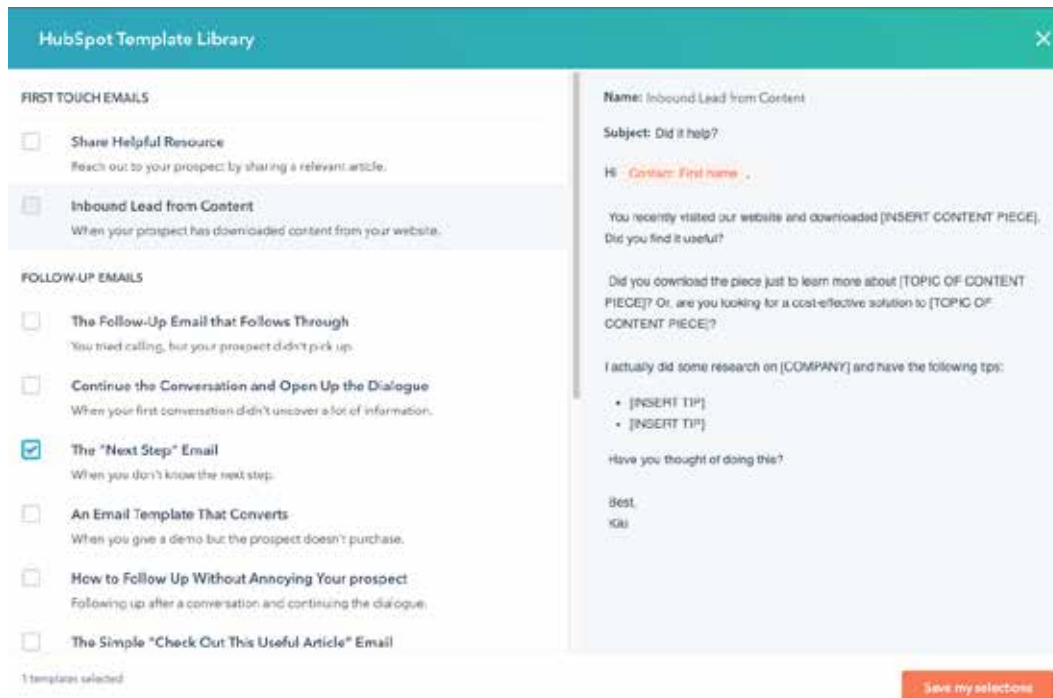 HubSpot Template Library
FIRST TOUCH EMAILS
Share Helpful Resource
Reach out to your prospect by sharing a relevant article.
Inbound Lead from Content
When your prospect has downloaded content from your website.
FOLLOW-UP EMAILS
The Follow-Up Email that Follows Through
You tried calling, but your prospect didn't pick up.
Continue the Conversation and Open Up the Dialogue
When your first conversation didn't uncover a lot of information.
The "Next Step" Email
When you don't know the next step.
An Email Template That Converts
When you give a demo but the prospect doesn't purchase.
How to Follow Up Without Annoying Your prospect
Following up after a conversation and continuing the dialogue.
The Simple "Check Out This Useful Article" Email
1 templates selected
Name: Inbound Lead from Content
Subject: Did it help?
Hi Contact: First name ,
You recently visited our website and downloaded [INSERT CONTENT PIECE].
Did you find it useful?
Did you download the piece just to learn more about [TOPIC OF CONTENT
PIECE]? Or, are you looking for a cost-effective solution to [TOPIC OF
CONTENT PIECE]?
I actually did some research on [COMPANY] and have the following tips:
• [INSERT TIP]
• [INSERT TIP]
Have you thought of doing this?
Best,
Save my selections